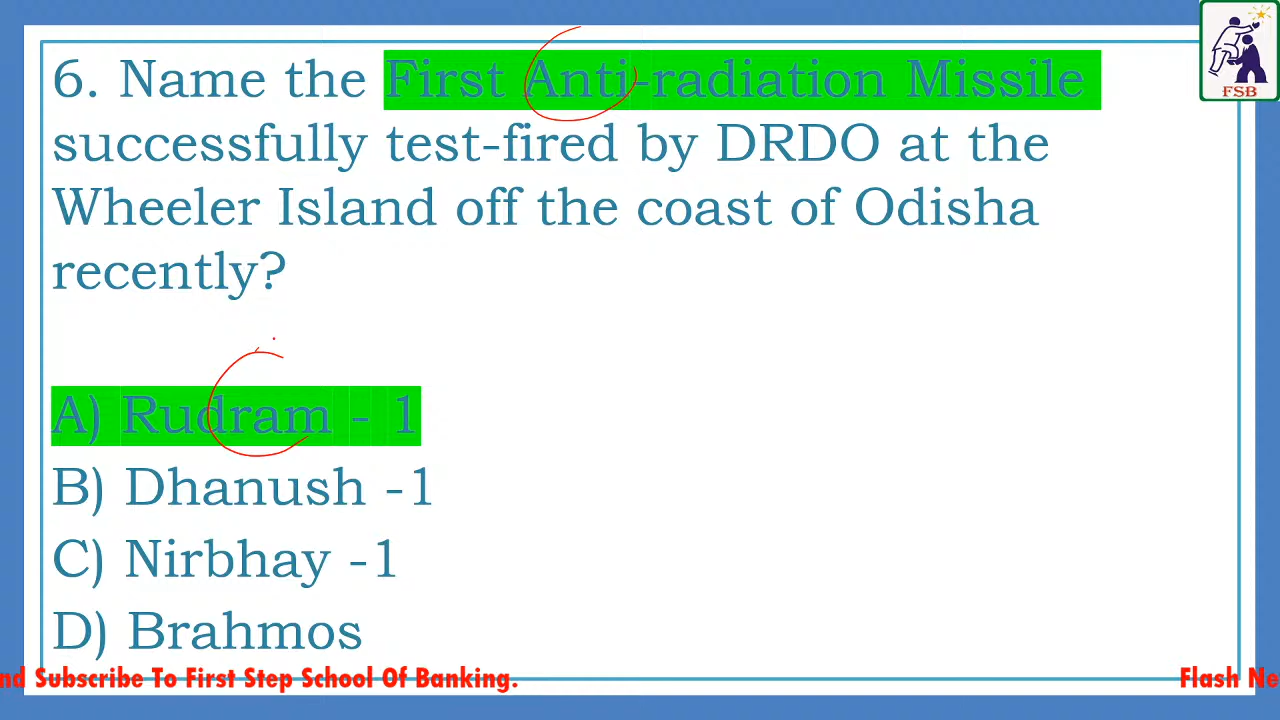 FSB
6. Name the First Anti-radiation Missile
successfully test-fired by DRDO at the
Wheeler Island off the coast of Odisha
recently?
A) Rudram - 1
B) Dhanush -1
C) Nirbhay -1
D) Brahmos
nd Subscribe To First Step School Of Banking. Flash Ne